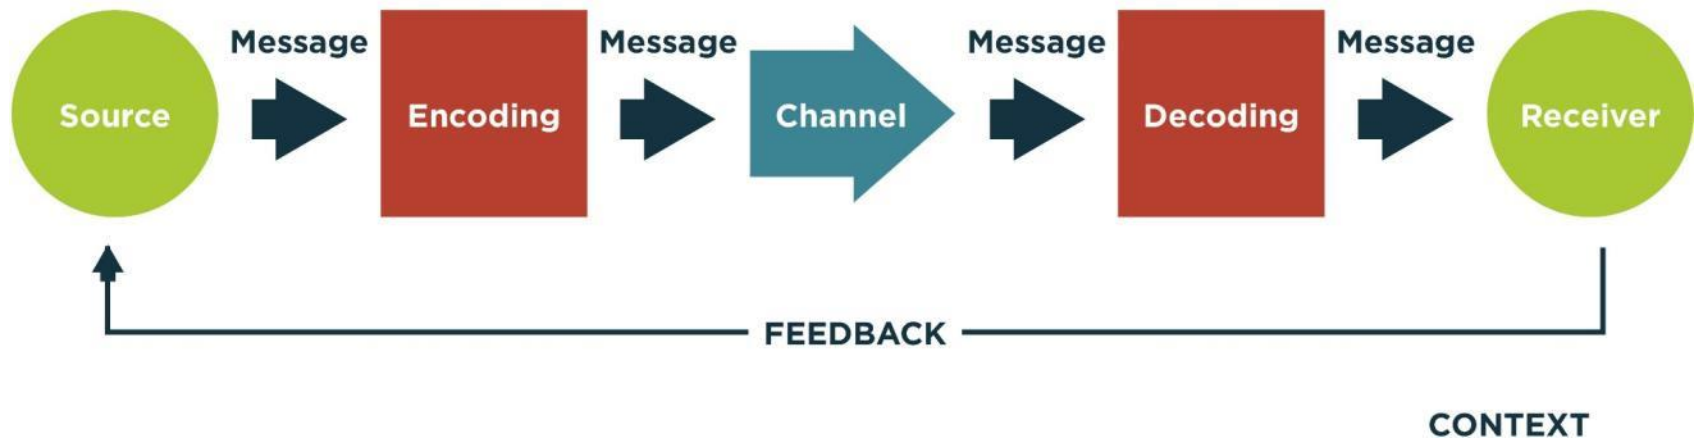 Message Message Message Message
Source Encoding Channel Decoding Receiver
FEEDBACK
CONTEXT